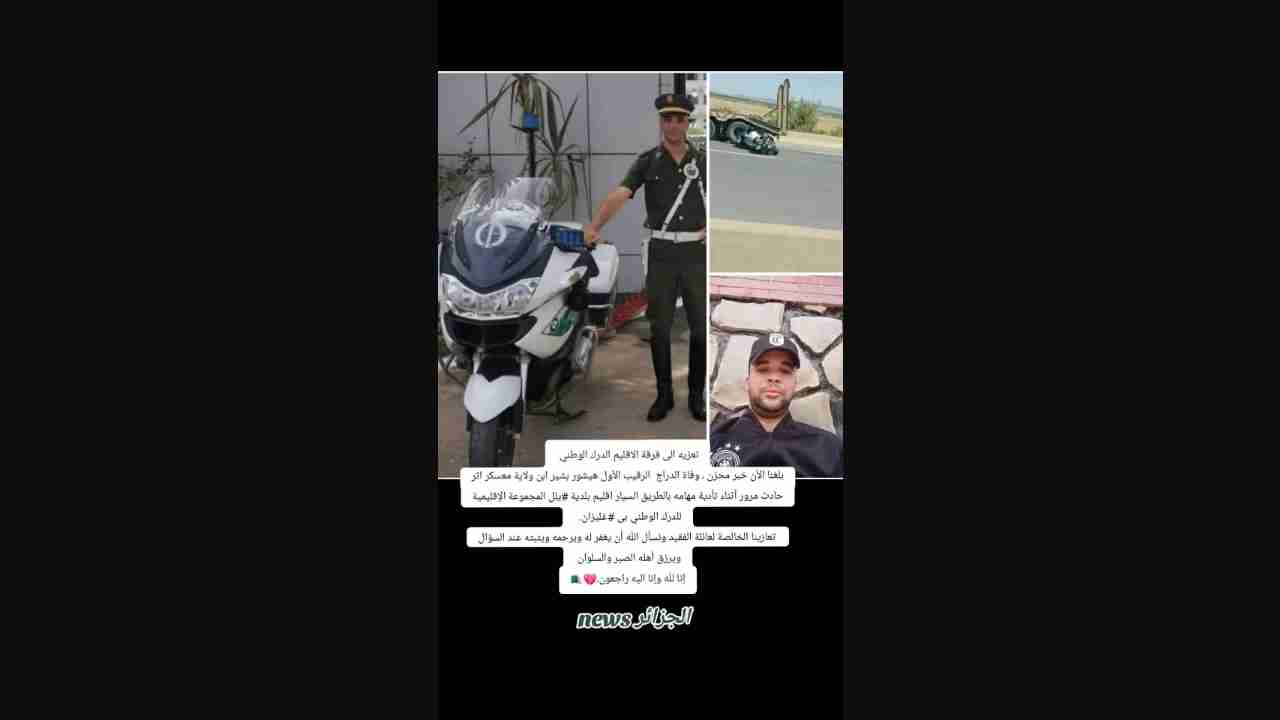 تعزيه الى فرقة الاقليم الدرك الوطني
بلغنا الآن خبر محزن ، وفاة الدراج الرقيب الأول هيشور بشير ابن ولاية معسكر اثر
حادث مرور أثناء تأدية مهامه بالطريق السيار اقليم بلدية #يلل المجموعة الإقليمية
للدرك الوطني بى #غليزان.
تعازينا الخالصة لعائلة الفقيد ونسأل الله أن يغفر له ويرحمه ويثبته عند السؤال
ويرزق أهله الصبر والسلوان
إنا لله وانا اليه راجعون.💔🇩🇿
الجزائر news